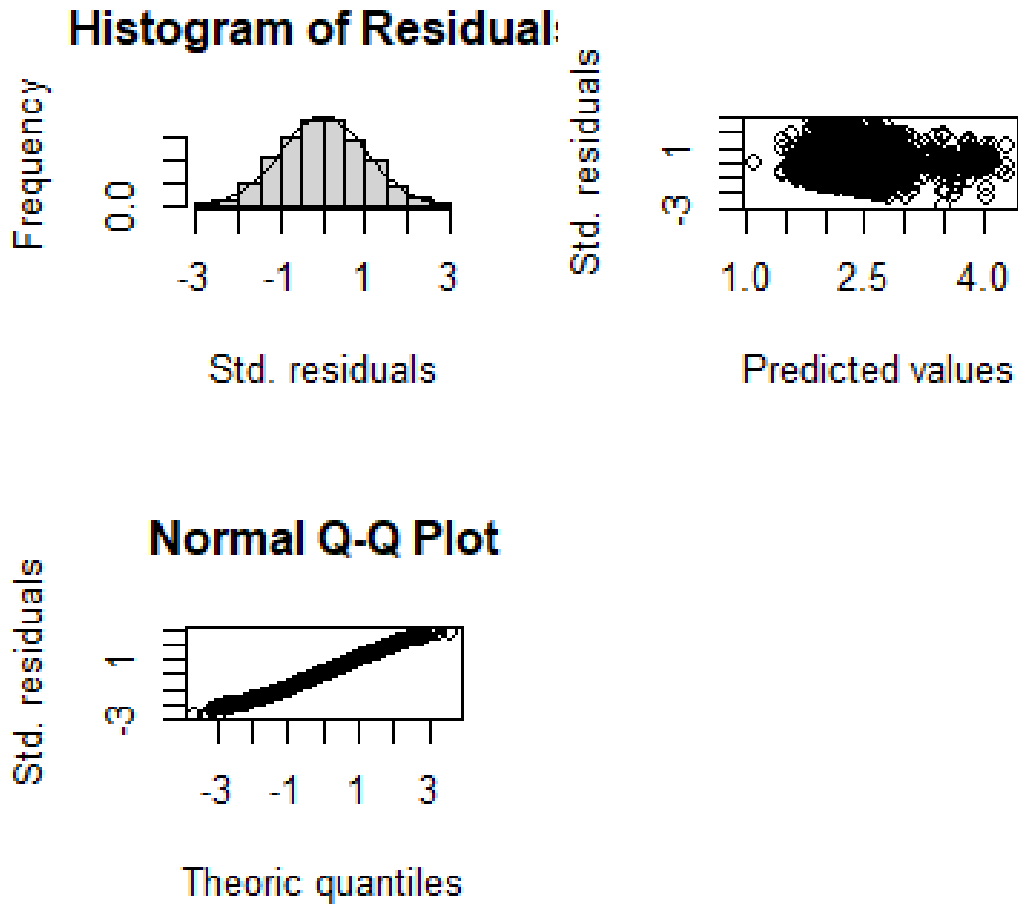 Histogram of Residuals
Frequency
0.0
-3 -1 1 3
Std. residuals
Std. residuals
-3 1
1.0 2.5 4.0
Predicted values
Normal Q-Q Plot
Std. residuals
-3 1
-3 -1 1 3
Theoric quantiles